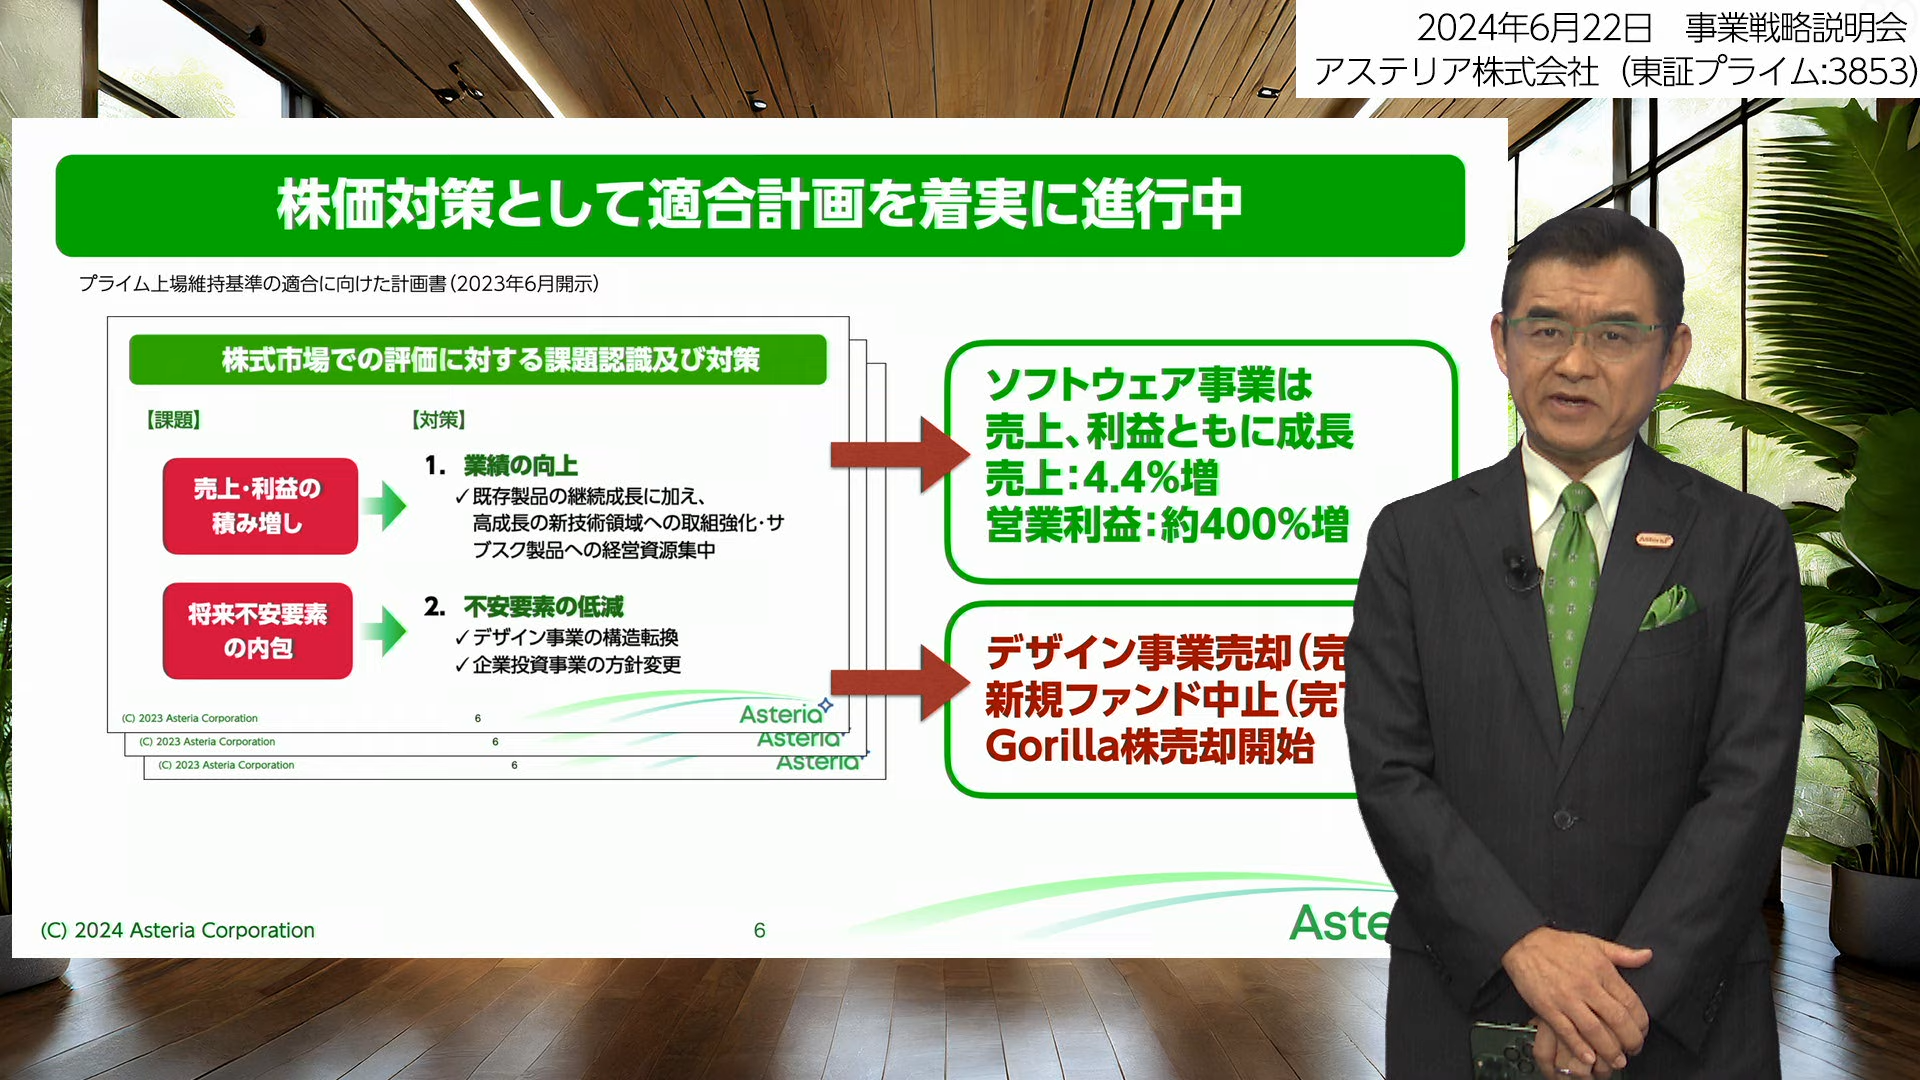 2024年6月22日　事業戦略説明会
アステリア株式会社（東証プライム:3853)
株価対策として適合計画を着実に進行中
プライム上場維持基準の適合に向けた計画書（2023年6月開示）
株式市場での評価に対する課題認識及び対策
【課題】
【対策】
売上・利益の
積み増し
1. 業績の向上
✓既存製品の継続成長に加え、
高成長の新技術領域への取組強化・サ
ブスク製品への経営資源集中
将来不安要素
の内包
2. 不安要素の低減
✓デザイン事業の構造転換
✓企業投資事業の方針変更
(C) 2023 Asteria Corporation
6
Asteria
(C) 2023 Asteria Corporation
6
Asteria
(C) 2023 Asteria Corporation
6
Asteria
ソフトウェア事業は
売上、利益ともに成長
売上：4.4%増
営業利益：約400%増
デザイン事業売却（完
新規ファンド中止（完
Gorilla株売却開始
(C) 2024 Asteria Corporation
6
Aste
Asteria